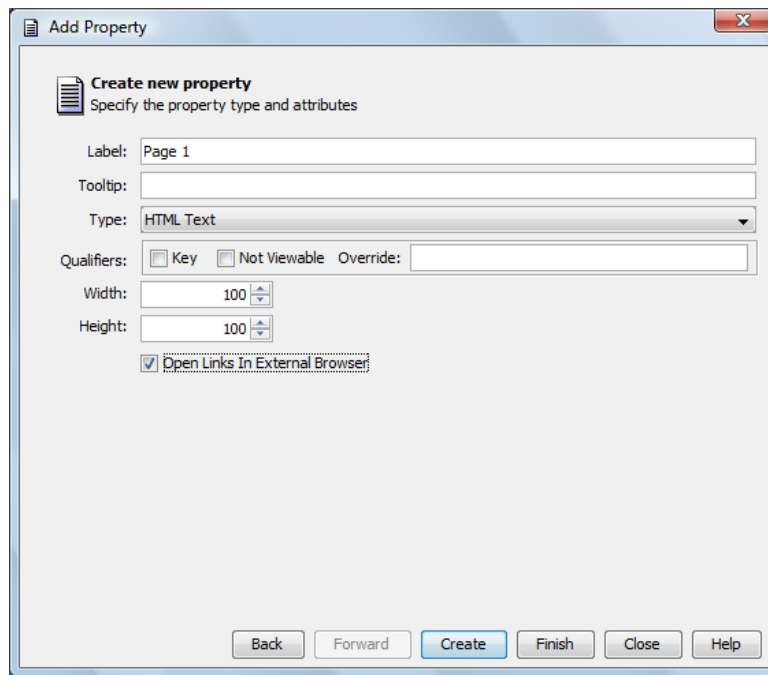 Add Property
Create new property
Specify the property type and attributes
Label: Page 1
Tooltip:
Type: HTML Text
Qualifiers: Key Not Viewable Override:
Width: 100
Height: 100
Open Links In External Browser
Back Forward Create Finish Close Help